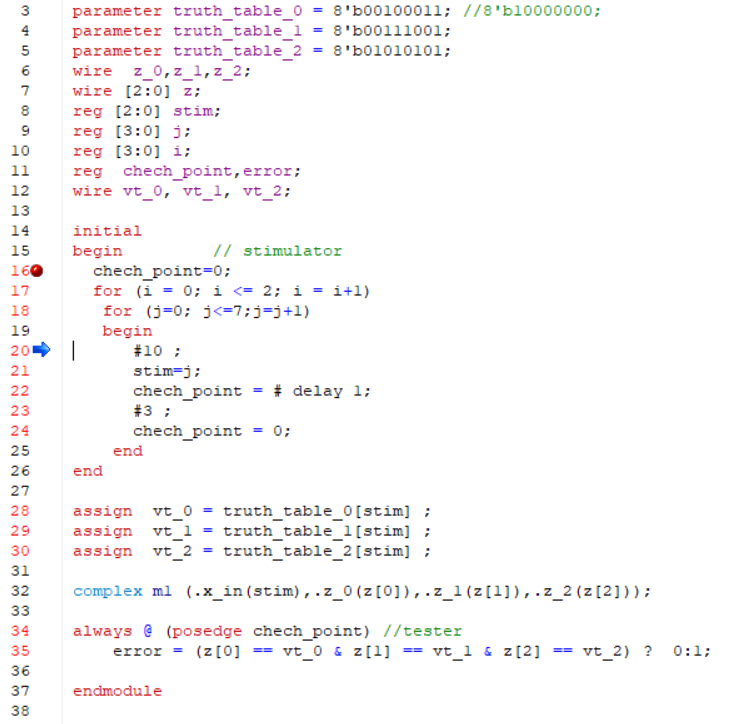 3 parameter truth_table_0 = 8'b00100011; //8'b10000000;
4 parameter truth_table_1 = 8'b00111001;
5 parameter truth_table_2 = 8'b01010101;
6 wire  z_0,z_1,z_2;
7 wire [2:0] z;
8 reg [2:0] stim;
9 reg [3:0] j;
10 reg [3:0] i;
11 reg  chech_point,error;
12 wire vt_0, vt_1, vt_2;
13
14 initial
15 begin         // stimulator
16   chech_point=0;
17   for (i = 0; i <= 2; i = i+1)
18    for (j=0; j<=7;j=j+1)
19    begin
20       #10 ;
21       stim=j;
22       chech_point = # delay 1;
23       #3 ;
24       chech_point = 0;
25     end
26 end
27
28 assign  vt_0 = truth_table_0[stim] ;
29 assign  vt_1 = truth_table_1[stim] ;
30 assign  vt_2 = truth_table_2[stim] ;
31
32 complex m1 (.x_in(stim),.z_0(z[0]),.z_1(z[1]),.z_2(z[2]));
33
34 always @ (posedge chech_point) //tester
35     error = (z[0] == vt_0 & z[1] == vt_1 & z[2] == vt_2) ?  0:1;
36
37 endmodule
38